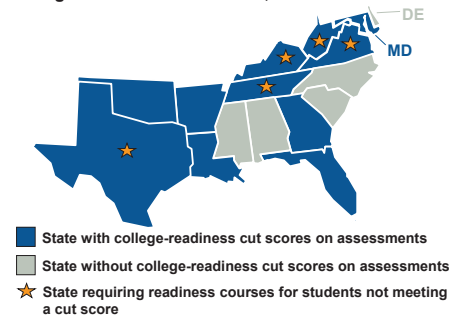 DE
MD
State with college-readiness cut scores on assessments
State without college-readiness cut scores on assessments
State requiring readiness courses for students not meeting
a cut score